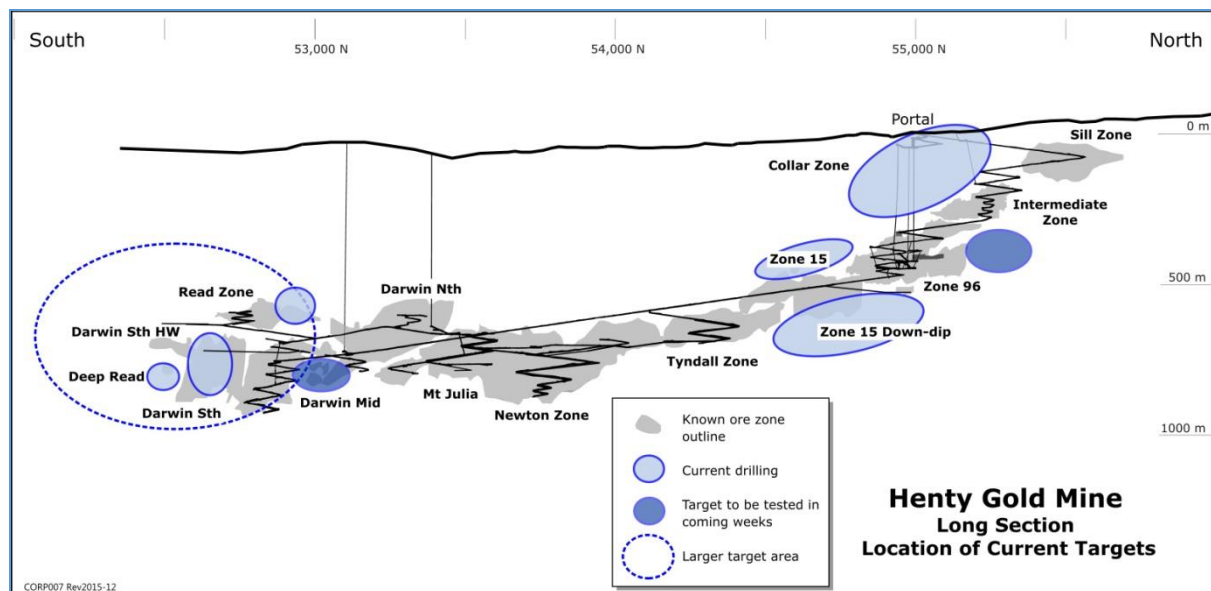 South
53,000 N
54,000 N
55,000 N
North
Portal
0 m
Sill Zone
Collar Zone
Intermediate
Zone
Zone 15
500 m
Zone 96
Read Zone
Darwin Nth
Darwin Sth HW
Zone 15 Down-dip
Tyndall Zone
Deep Read
Mt Julia
Darwin Mid
Darwin Sth
Newton Zone
Known ore zone
outline
1000 m
Current drilling
Target to be tested in
coming weeks
Larger target area
Henty Gold Mine
Long Section
Location of Current Targets
CORP007 Rev2015-12